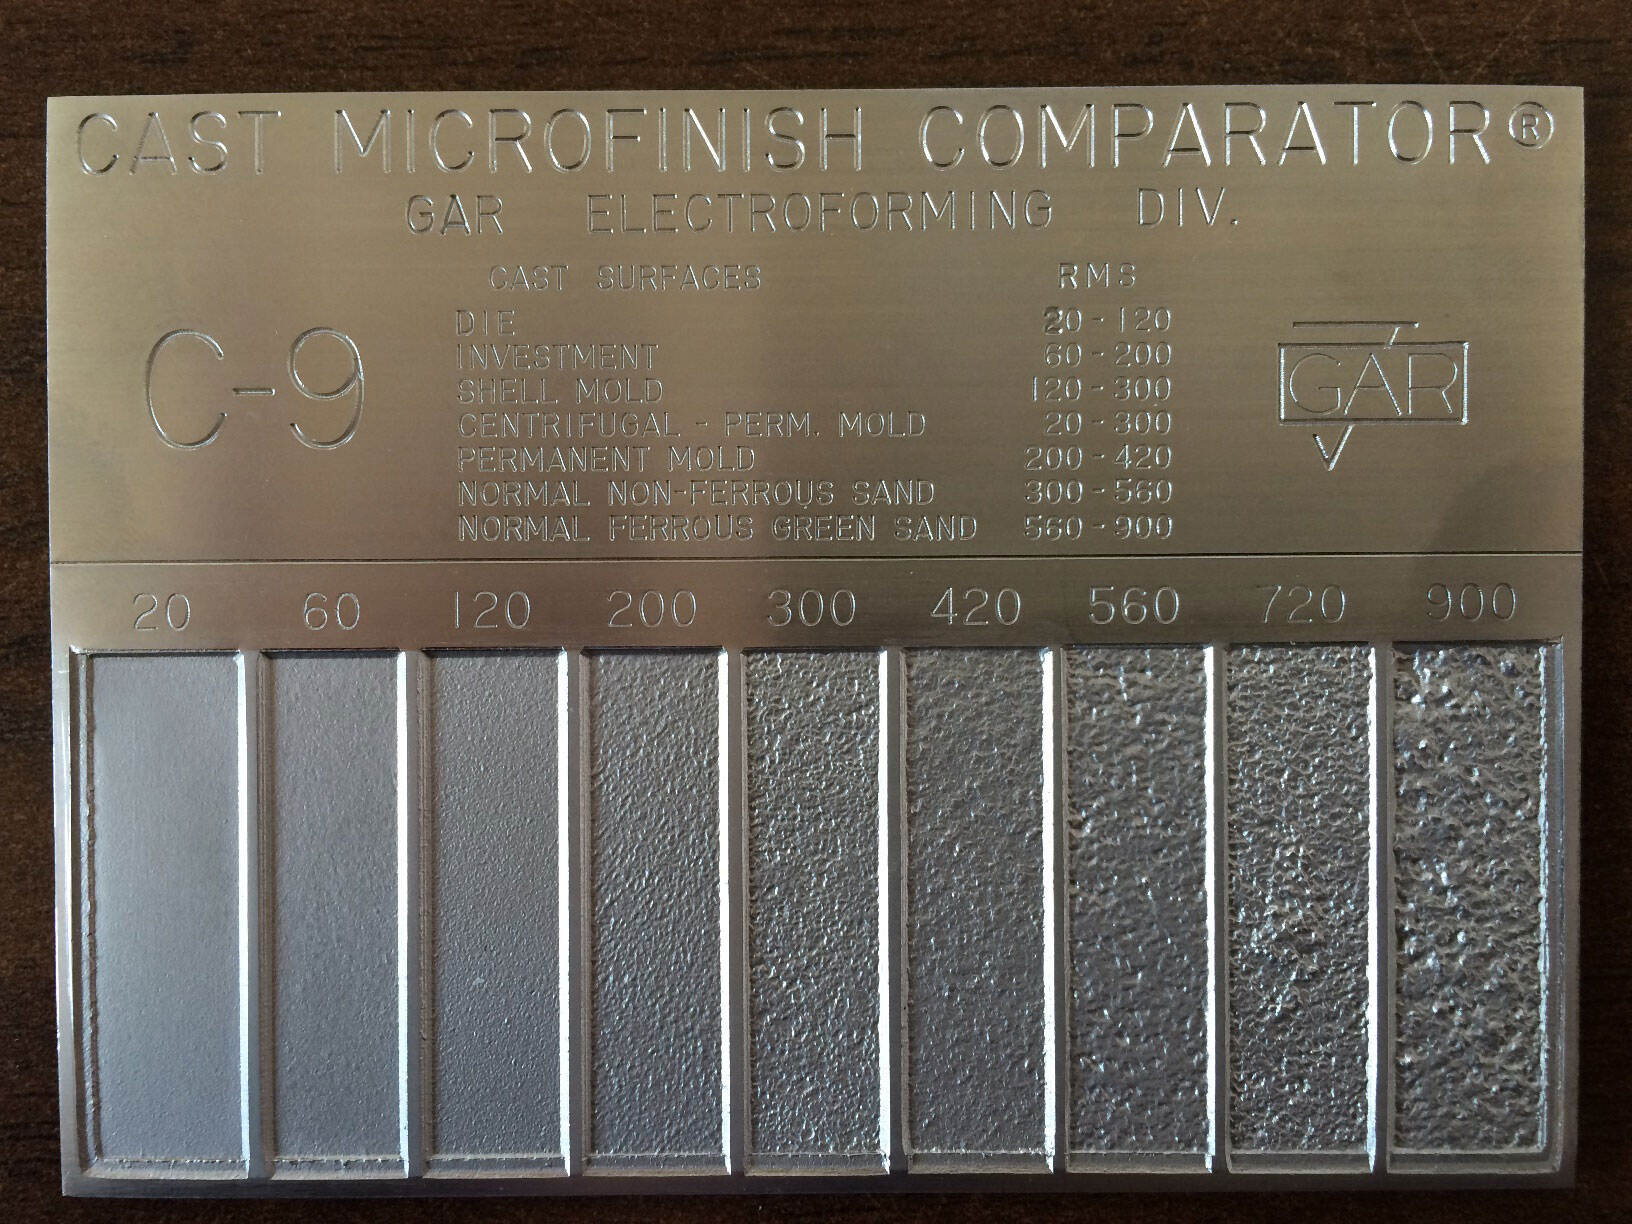 CAST MICROFINISH COMPARATOR®
GAR ELECTROFORMING DIV.
CAST SURFACES RMS
DIE 20-120
INVESTMENT 60-200
SHELL MOLD 120-300
CENTRIFUGAL - PERM. MOLD 20-300
PERMANENT MOLD 200-420
NORMAL NON-FERROUS SAND 300-560
NORMAL FERROUS GREEN SAND 560-900
C-9
GAR
20 60 120 200 300 420 560 720 900